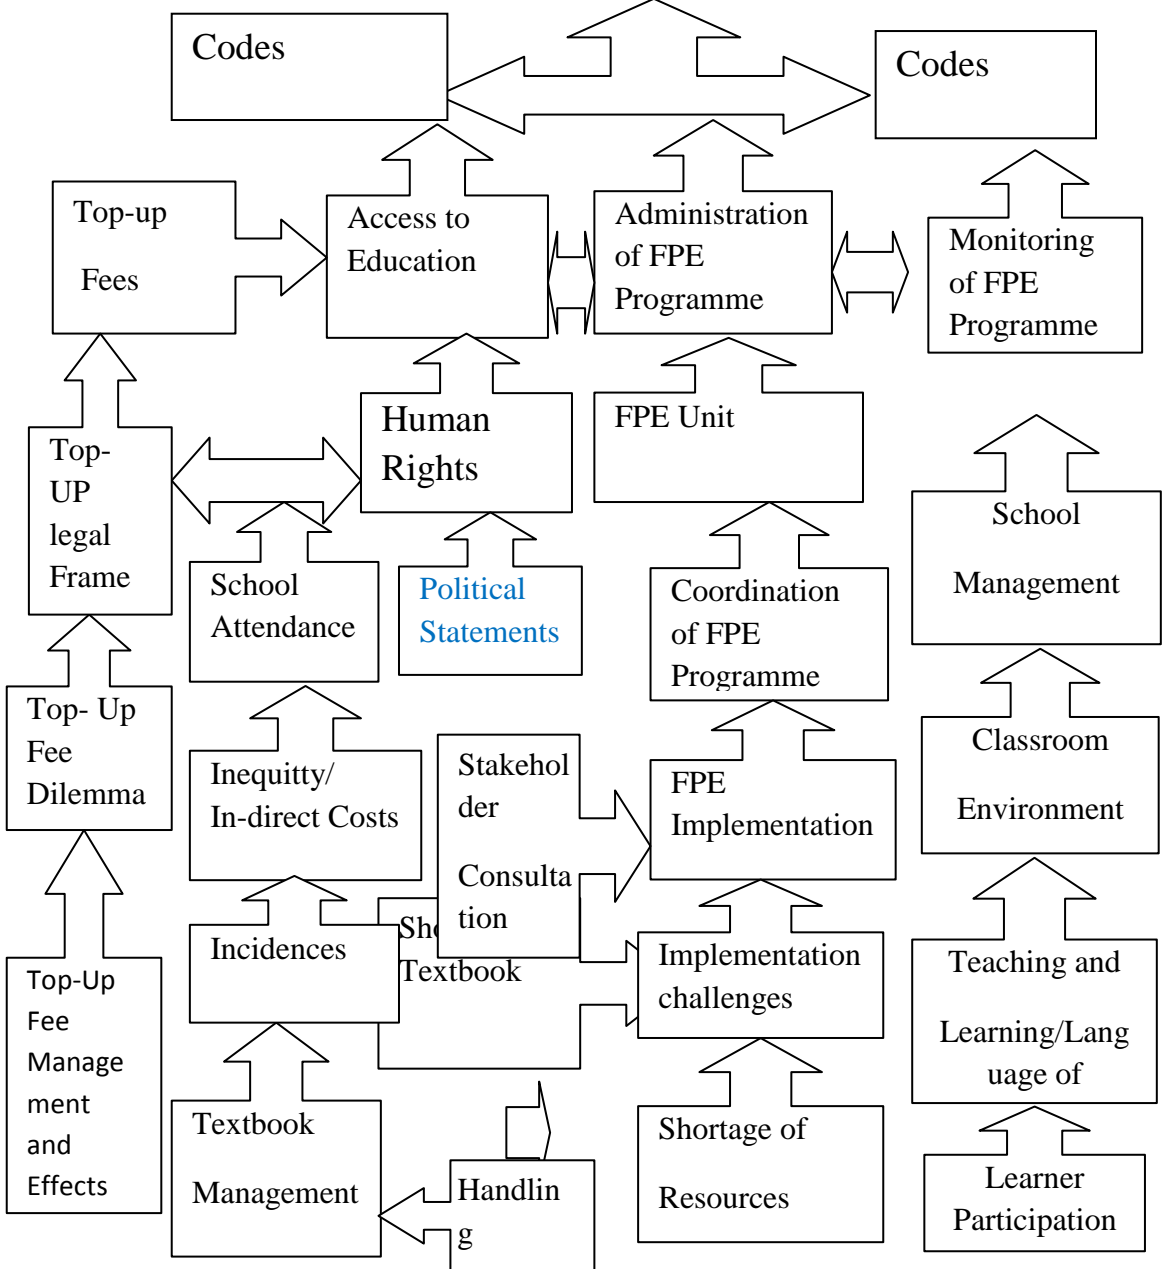 Codes
Codes
Top-up
Fees
Access to
Education
Administration
of FPE
Programme
Monitoring
of FPE
Programme
Top-
UP
legal
Frame
Human
Rights
FPE Unit
School
Management
School
Attendance
Political
Statements
Coordination
of FPE
Programme
Top- Up
Fee
Dilemma
Inequitty/
In-direct Costs
Stakehol
der
Consulta
tion
FPE
Implementation
Classroom
Environment
Top-Up
Fee
Manage
ment
and
Effects
Incidences
Textbook
Implementation
challenges
Teaching and
Learning/Lang
uage of
Textbook
Management
Handlin
g
Shortage of
Resources
Learner
Participation